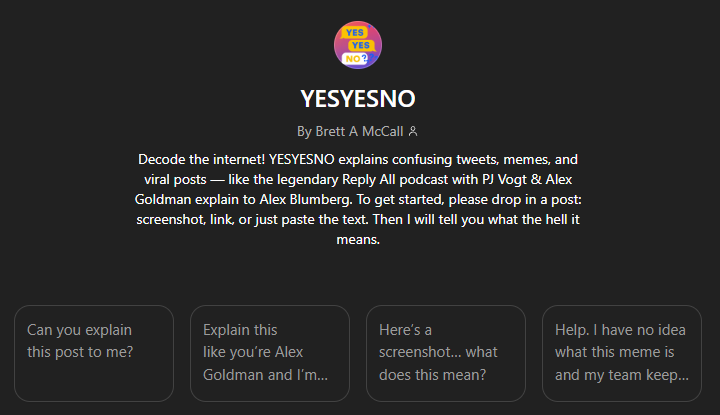 YES
YES
NO?
YESYESNO
By Brett A McCall
Decode the internet! YESYESNO explains confusing tweets, memes, and
viral posts — like the legendary Reply All podcast with PJ Vogt & Alex
Goldman explain to Alex Blumberg. To get started, please drop in a post:
screenshot, link, or just paste the text. Then I will tell you what the hell it
means.
Can you explain
this post to me?
Explain this
like you’re Alex
Goldman and I’m...
Here’s a
screenshot... what
does this mean?
Help. I have no idea
what this meme is
and my team keep...